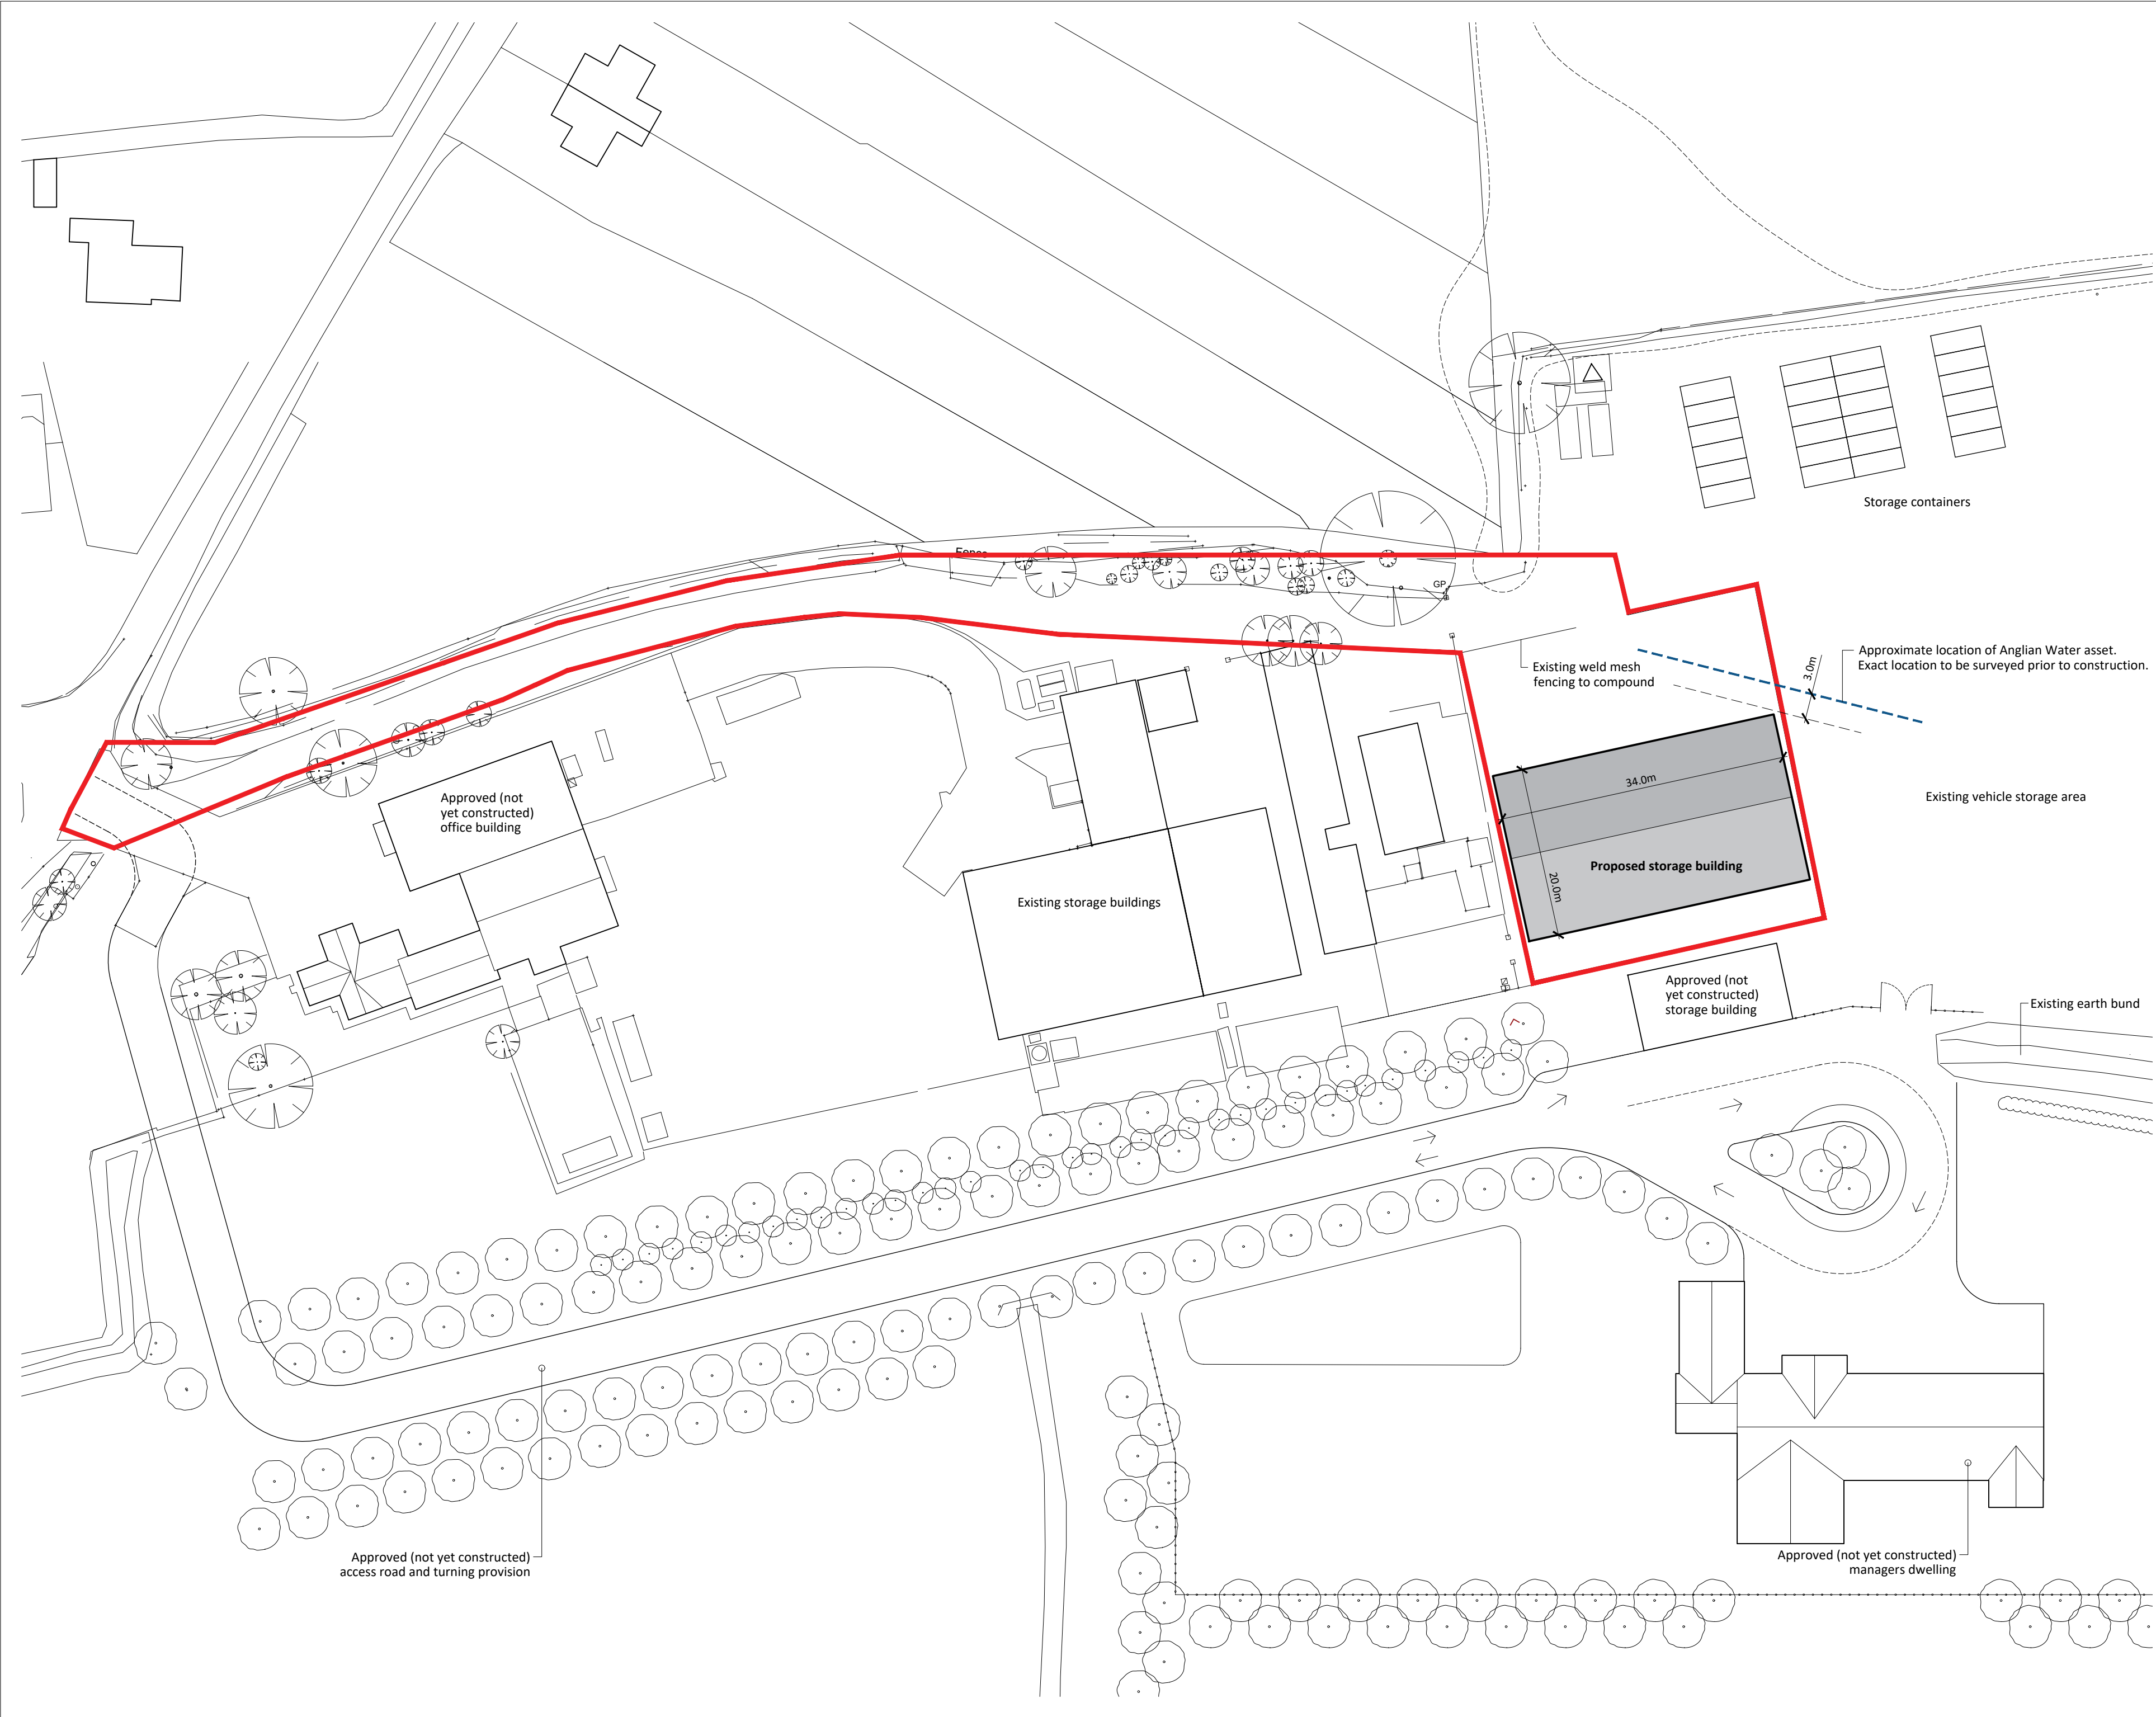 Storage containers
Fence
GP
Approximate location of Anglian Water asset.
Exact location to be surveyed prior to construction.
3.0m
Existing weld mesh
fencing to compound
34.0m
Existing vehicle storage area
Approved (not
yet constructed)
office building
Proposed storage building
20.0m
Existing storage buildings
Approved (not
yet constructed)
storage building
Existing earth bund
Approved (not yet constructed)
access road and turning provision
Approved (not yet constructed)
managers dwelling